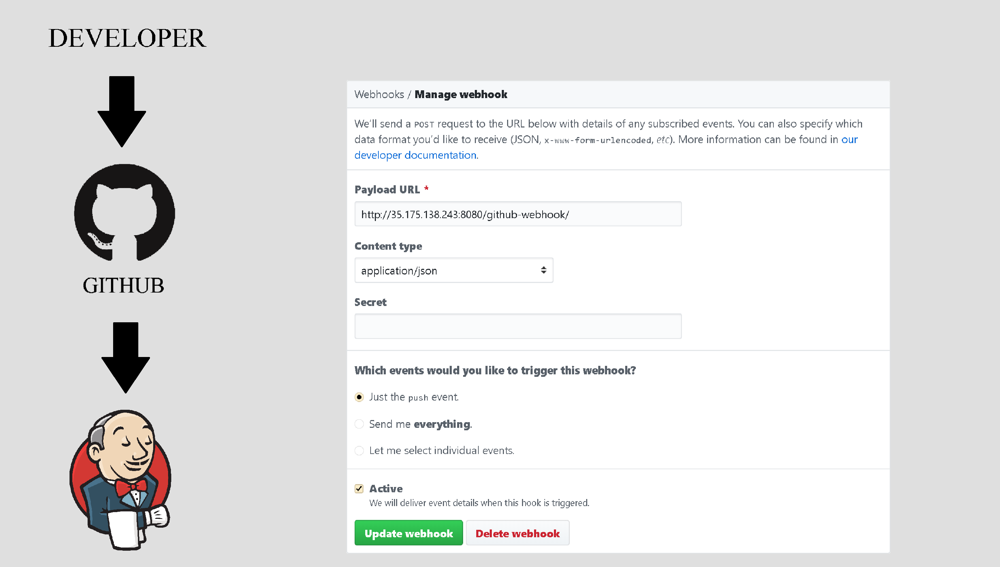 DEVELOPER
GITHUB
Webhooks / Manage webhook
We'll send a POST request to the URL below with details of any subscribed events. You can also specify which
data format you'd like to receive (JSON, x-www-form-urlencoded, etc). More information can be found in our
developer documentation.
Payload URL *
http://35.175.138.243:8080/github-webhook/
Content type
application/json
Secret
Which events would you like to trigger this webhook?
Just the push event.
Send me everything.
Let me select individual events.
Active
We will deliver event details when this hook is triggered.
Update webhook Delete webhook